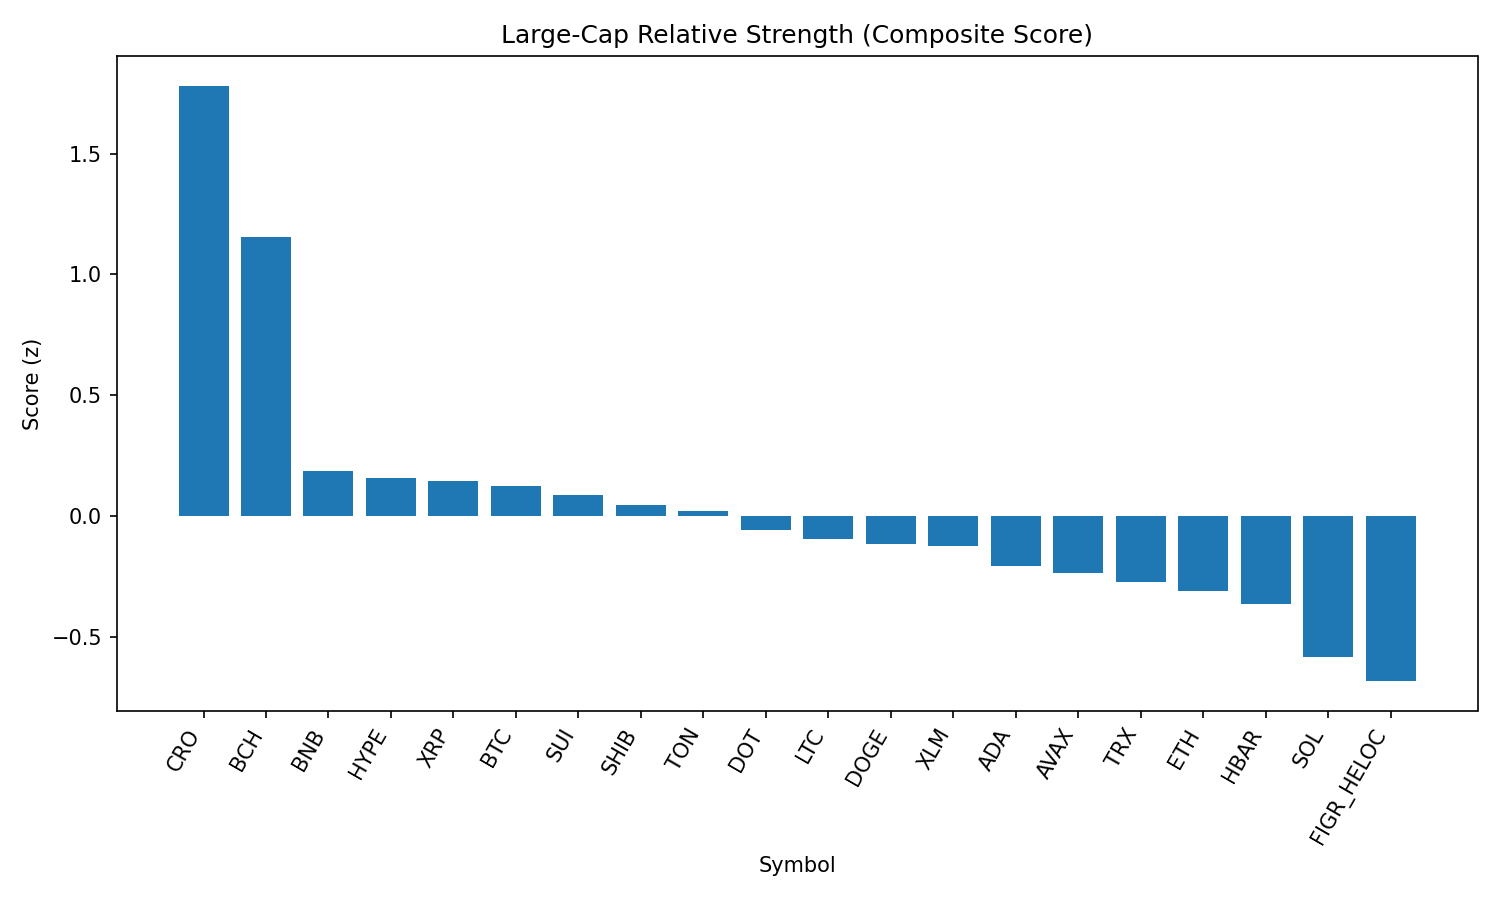 Large-Cap Relative Strength (Composite Score)
Score (z)
1.5
1.0
0.5
0.0
−0.5
CRO
BCH
BNB
HYPE
XRP
BTC
SUI
SHIB
TON
DOT
LTC
DOGE
XLM
ADA
AVAX
TRX
ETH
HBAR
SOL
FIGR_HELOC
Symbol